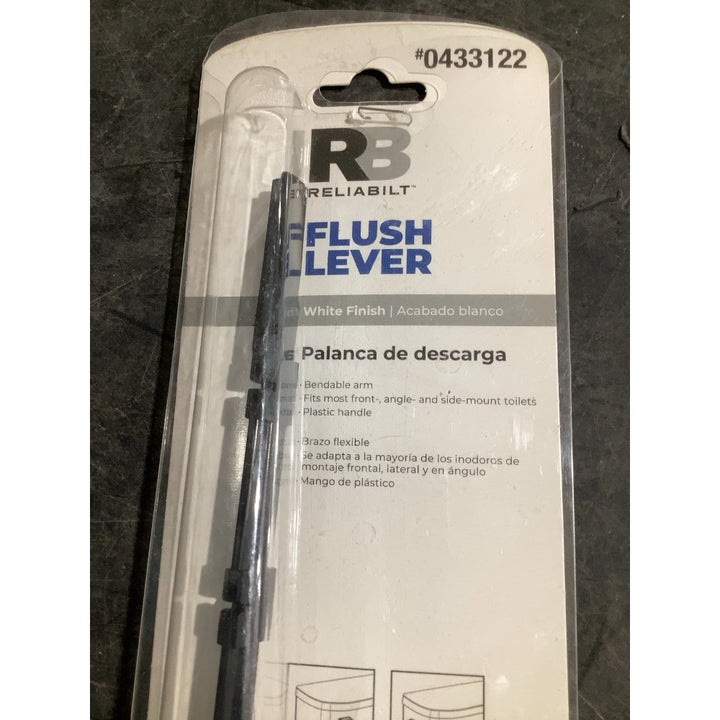 #0433122
RB
RELIABILT™
FLUSH
LEVER
White Finish | Acabado blanco
Palanca de descarga
• Bendable arm
• Fits most front-, angle- and side-mount toilets
• Plastic handle
• Brazo flexible
• Se adapta a la mayoría de los inodoros de
montaje frontal, lateral y en ángulo
• Mango de plástico